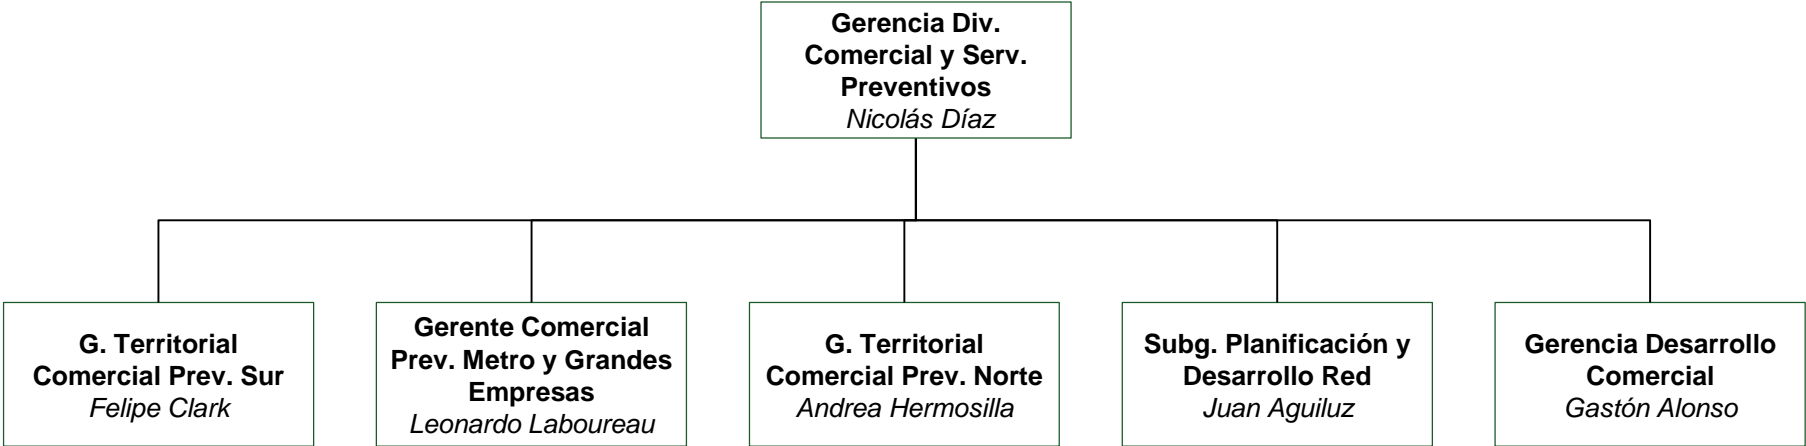 Gerencia Div.
Comercial y Serv.
Preventivos
Nicolás Díaz
G. Territorial
Comercial Prev. Sur
Felipe Clark
Gerente Comercial
Prev. Metro y Grandes
Empresas
Leonardo Laboureau
G. Territorial
Comercial Prev. Norte
Andrea Hermosilla
Subg. Planificación y
Desarrollo Red
Juan Aguiluz
Gerencia Desarrollo
Comercial
Gastón Alonso